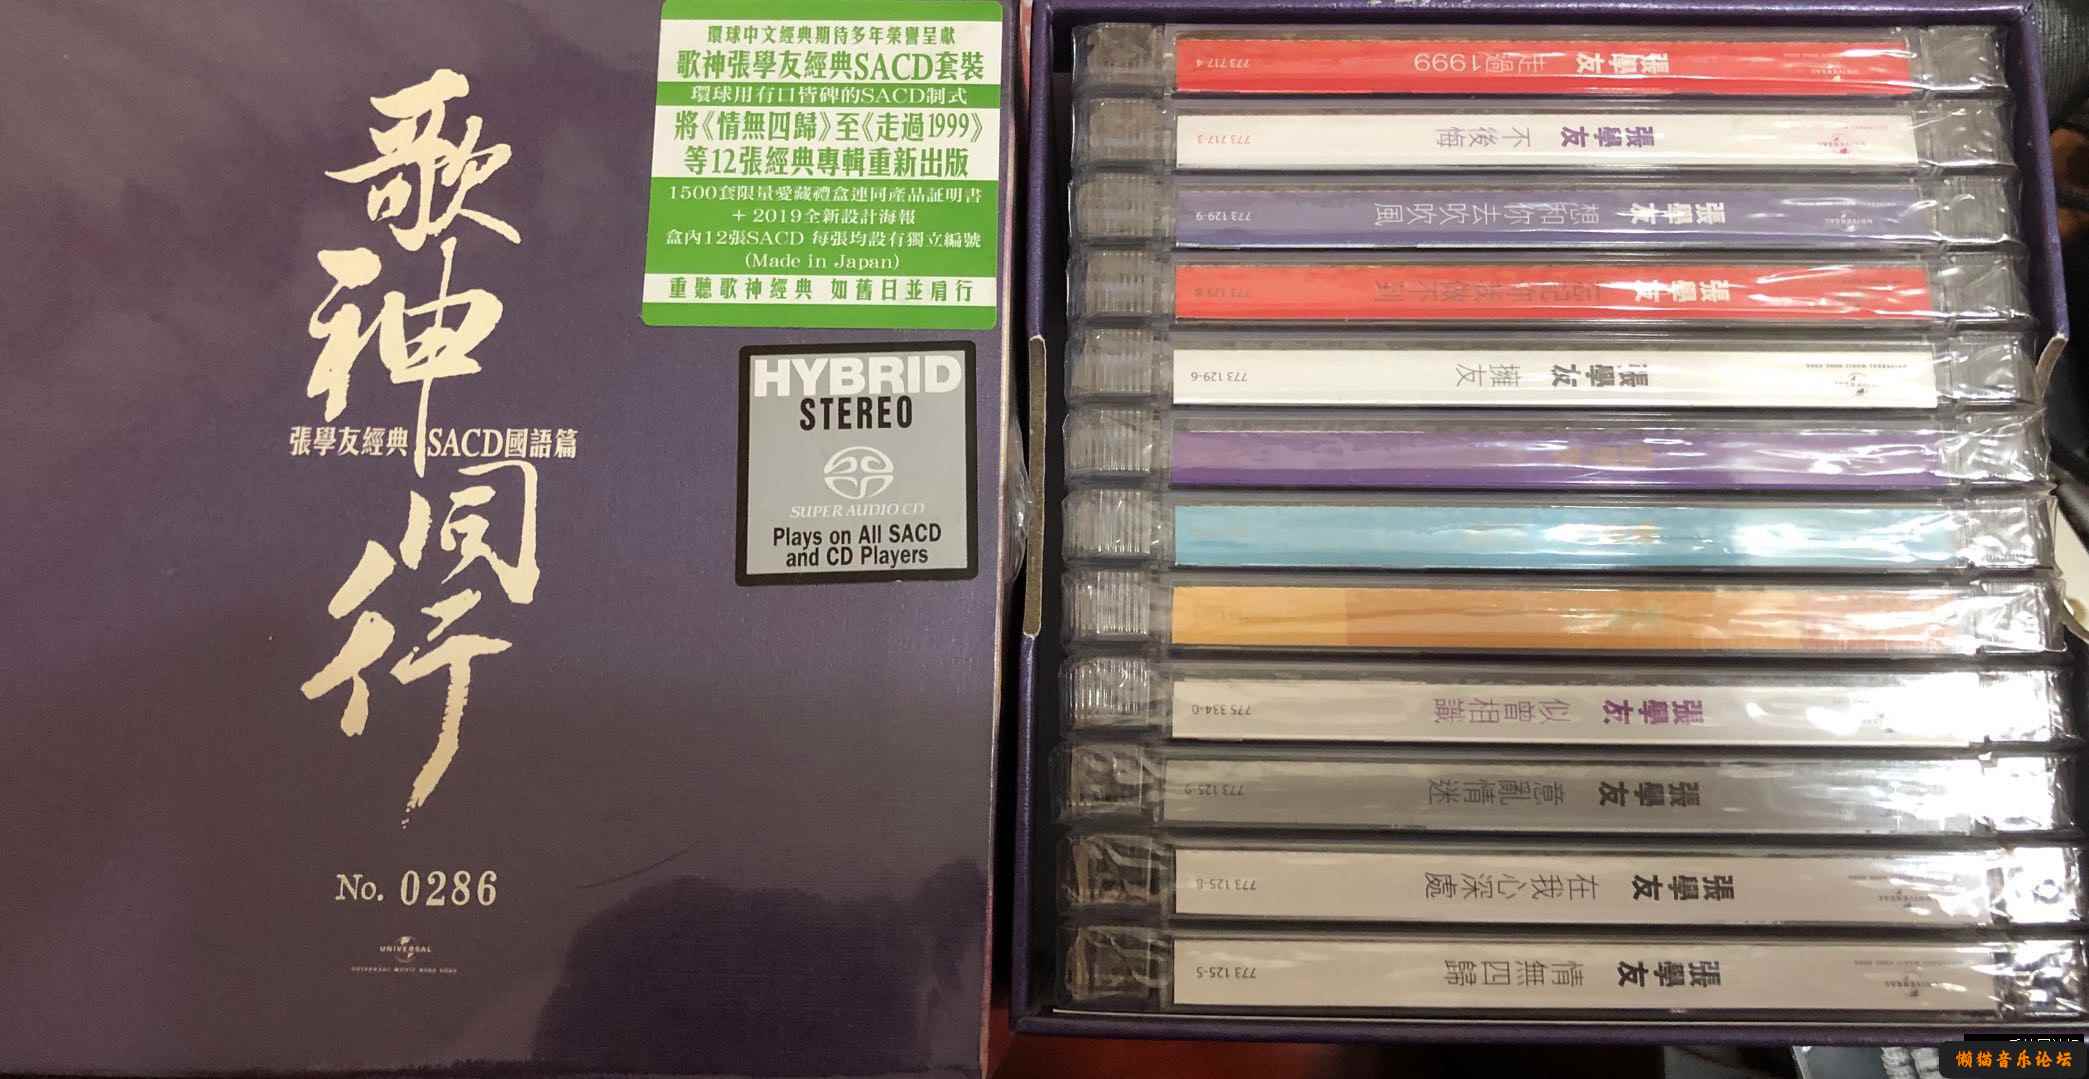 歌神同行
張學友經典 SACD國語篇
No. 0286
UNIVERSAL
環球中文經典期待多年榮譽呈獻
歌神張學友經典SACD套裝
環球用有口皆碑的SACD制式
將《情無四歸》至《走過1999》
等12張經典專輯重新出版
1500套限量愛藏禮盒連同產品証明書
+ 2019全新設計海報
盒內12張SACD 每張均設有獨立編號
(Made in Japan)
重聽歌神經典 如舊日並肩行
HYBRID
STEREO
SUPER AUDIO CD
Plays on All SACD
and CD Players
張學友 走過1999 773 717-4
張學友 不後悔 773 717-3
張學友 想和你去吹吹風 773 129-9
張學友 忘記你我做不到
張學友 擁友 773 129-6
張學友 似曾相識 775 334-0
張學友 意亂情迷 773 125-9
張學友 在我心深處 773 125-8
張學友 情無四歸 773 125-5
懒猫音乐论坛